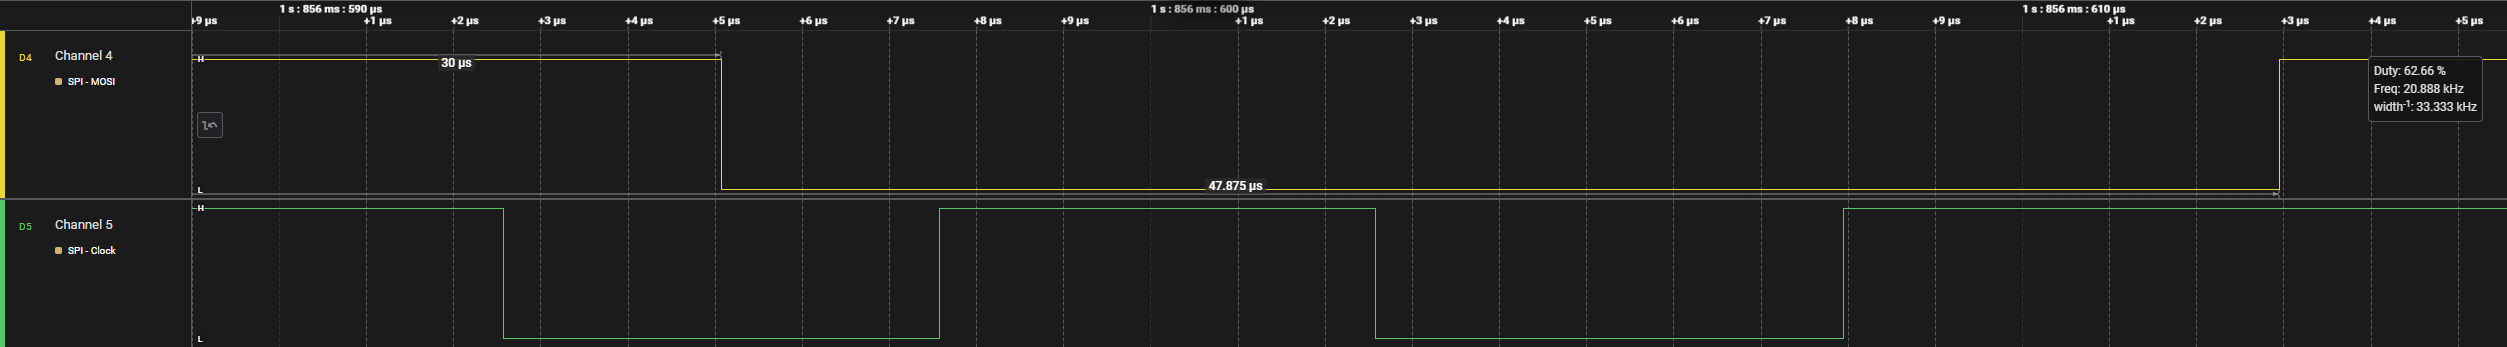 1 s : 856 ms : 590 µs 1 s : 856 ms : 600 µs 1 s : 856 ms : 610 µs
+9 µs +1 µs +2 µs +3 µs +4 µs +5 µs +6 µs +7 µs +8 µs +9 µs +1 µs +2 µs +3 µs +4 µs +5 µs +6 µs +7 µs +8 µs +9 µs +1 µs +2 µs +3 µs +4 µs +5 µs
D4 Channel 4
SPI - MOSI
H
30 µs
L
47.875 µs
Duty: 62.66 %
Freq: 20.888 kHz
width⁻¹: 33.333 kHz
D5 Channel 5
SPI - Clock
H
L